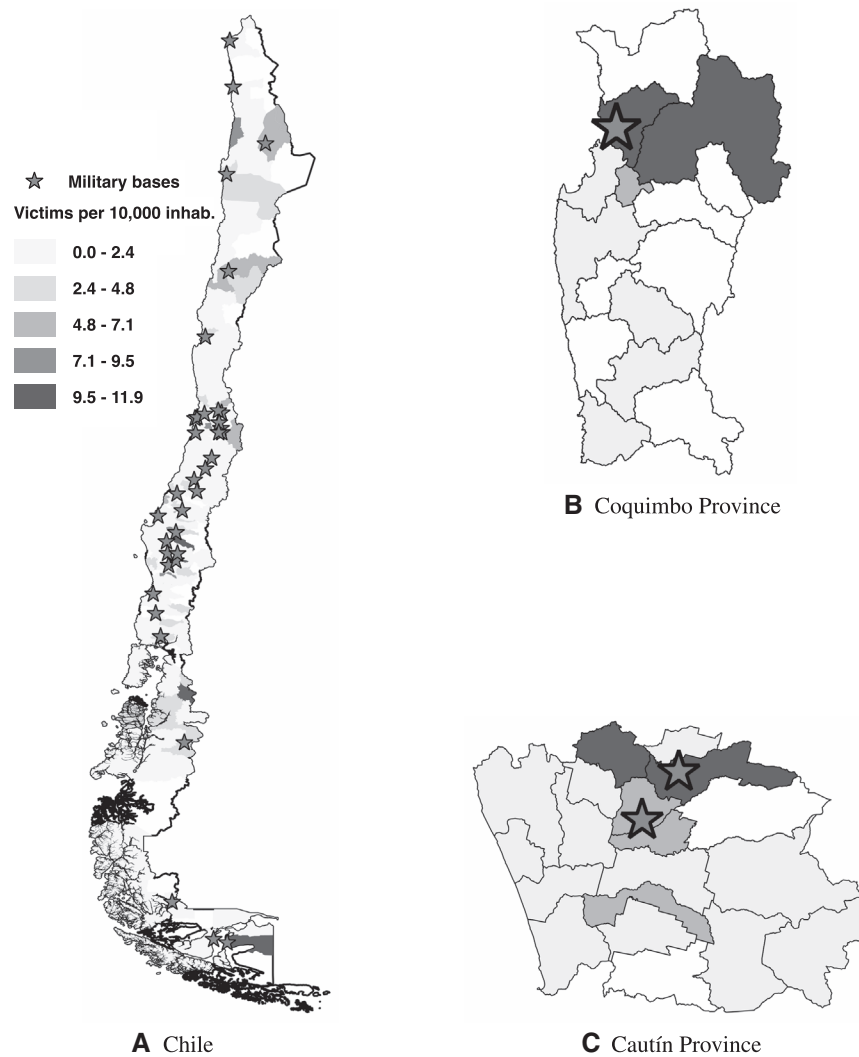 Military bases
Victims per 10,000 inhab.
0.0 - 2.4
2.4 - 4.8
4.8 - 7.1
7.1 - 9.5
9.5 - 11.9
B Coquimbo Province
A Chile
C Cautín Province